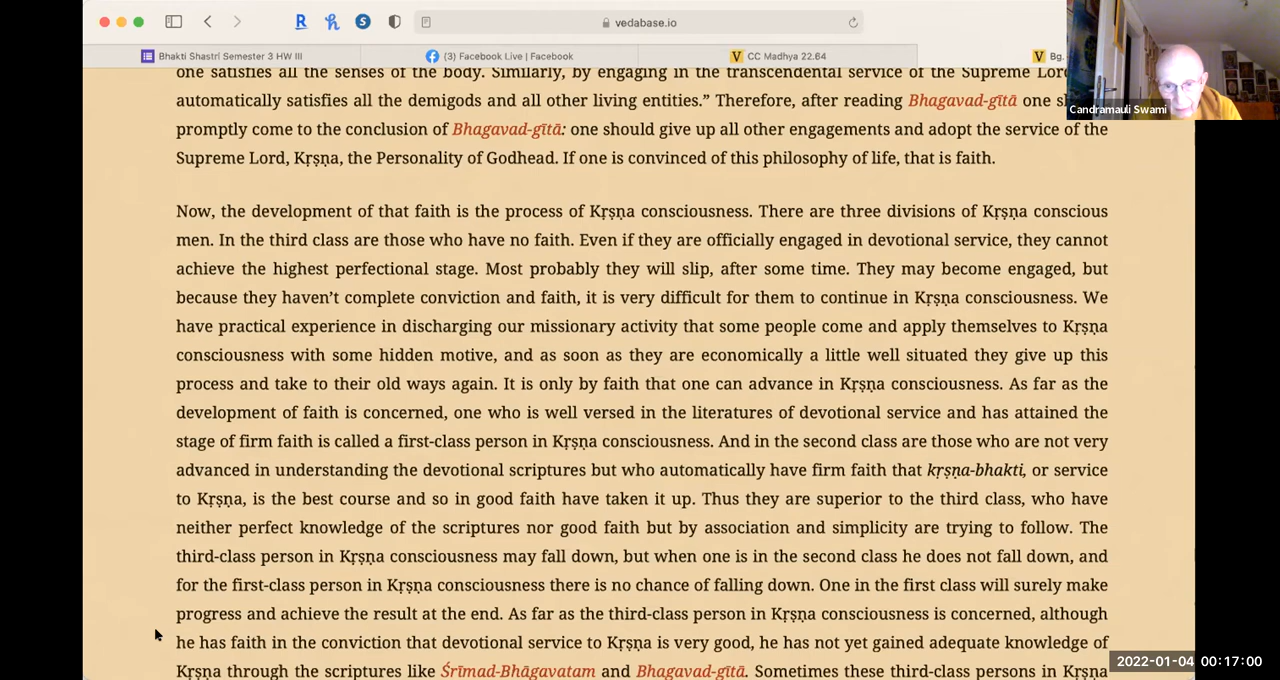 vedabase.io
Bhakti Shastri Semester 3 HW III
(3) Facebook Live | Facebook
CC Madhya 22.64
Bg.
Candramauli Swami
one satisfies all the senses of the body. Similarly, by engaging in the transcendental service of the Supreme Lor
automatically satisfies all the demigods and all other living entities.” Therefore, after reading Bhagavad-gītā one
promptly come to the conclusion of Bhagavad-gītā: one should give up all other engagements and adopt the service of the
Supreme Lord, Kṛṣṇa, the Personality of Godhead. If one is convinced of this philosophy of life, that is faith.
Now, the development of that faith is the process of Kṛṣṇa consciousness. There are three divisions of Kṛṣṇa conscious
men. In the third class are those who have no faith. Even if they are officially engaged in devotional service, they cannot
achieve the highest perfectional stage. Most probably they will slip, after some time. They may become engaged, but
because they haven’t complete conviction and faith, it is very difficult for them to continue in Kṛṣṇa consciousness. We
have practical experience in discharging our missionary activity that some people come and apply themselves to Kṛṣṇa
consciousness with some hidden motive, and as soon as they are economically a little well situated they give up this
process and take to their old ways again. It is only by faith that one can advance in Kṛṣṇa consciousness. As far as the
development of faith is concerned, one who is well versed in the literatures of devotional service and has attained the
stage of firm faith is called a first-class person in Kṛṣṇa consciousness. And in the second class are those who are not very
advanced in understanding the devotional scriptures but who automatically have firm faith that kṛṣṇa-bhakti, or service
to Kṛṣṇa, is the best course and so in good faith have taken it up. Thus they are superior to the third class, who have
neither perfect knowledge of the scriptures nor good faith but by association and simplicity are trying to follow. The
third-class person in Kṛṣṇa consciousness may fall down, but when one is in the second class he does not fall down, and
for the first-class person in Kṛṣṇa consciousness there is no chance of falling down. One in the first class will surely make
progress and achieve the result at the end. As far as the third-class person in Kṛṣṇa consciousness is concerned, although
he has faith in the conviction that devotional service to Kṛṣṇa is very good, he has not yet gained adequate knowledge of
Kṛṣṇa through the scriptures like Śrīmad-Bhāgavatam and Bhagavad-gītā. Sometimes these third-class persons in Kṛṣṇa
2022-01-04 00:17:00